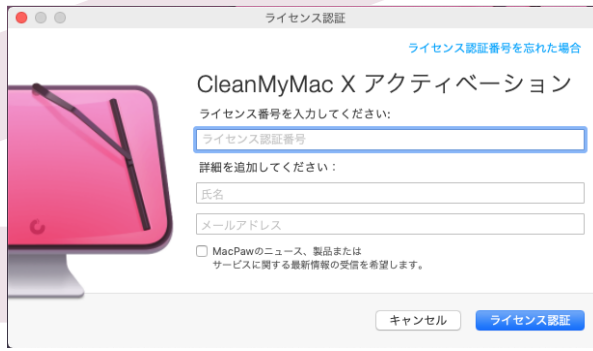 ライセンス認証
ライセンス認証番号を忘れた場合
CleanMyMac X アクティベーション
ライセンス番号を入力してください:
ライセンス認証番号
詳細を追加してください：
氏名
メールアドレス
MacPawのニュース、製品または
サービスに関する最新情報の受信を希望します。
キャンセル
ライセンス認証